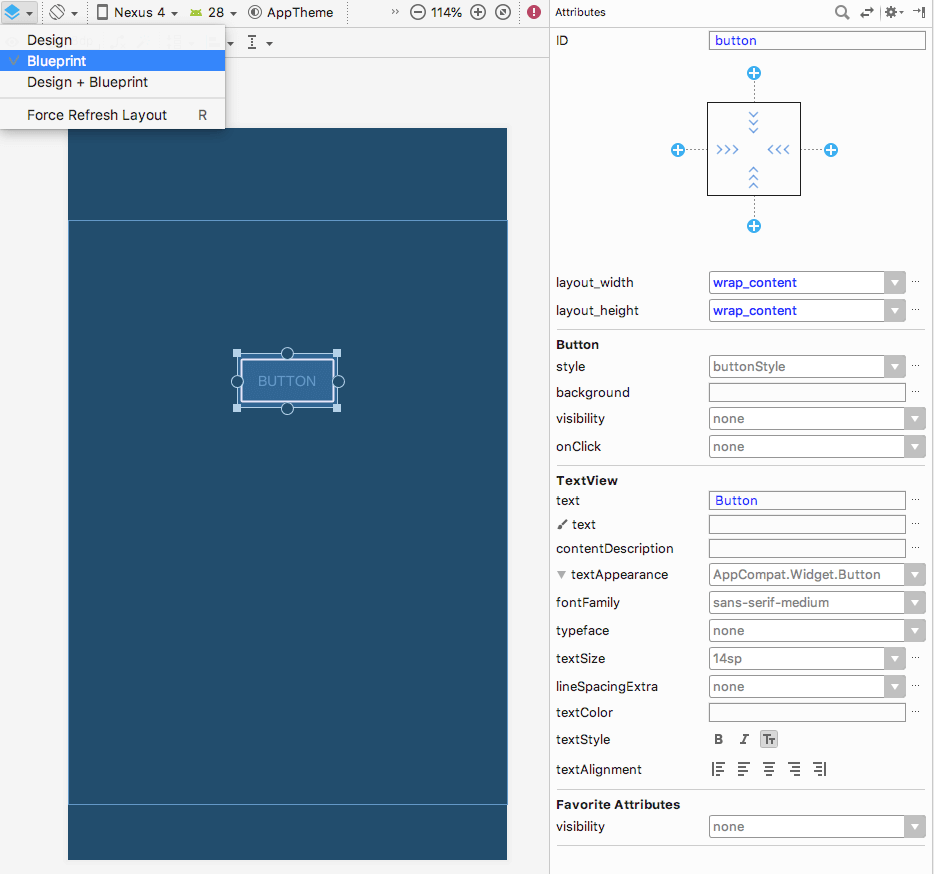 Nexus 4 28 AppTheme 114% Attributes
Design
Blueprint
Design + Blueprint
Force Refresh Layout R
BUTTON
ID button
layout_width wrap_content
layout_height wrap_content
Button
style buttonStyle
background
visibility none
onClick none
TextView
text Button
text
contentDescription
textAppearance AppCompat.Widget.Button
fontFamily sans-serif-medium
typeface none
textSize 14sp
lineSpacingExtra none
textColor
textStyle B I Tт
textAlignment
Favorite Attributes
visibility none